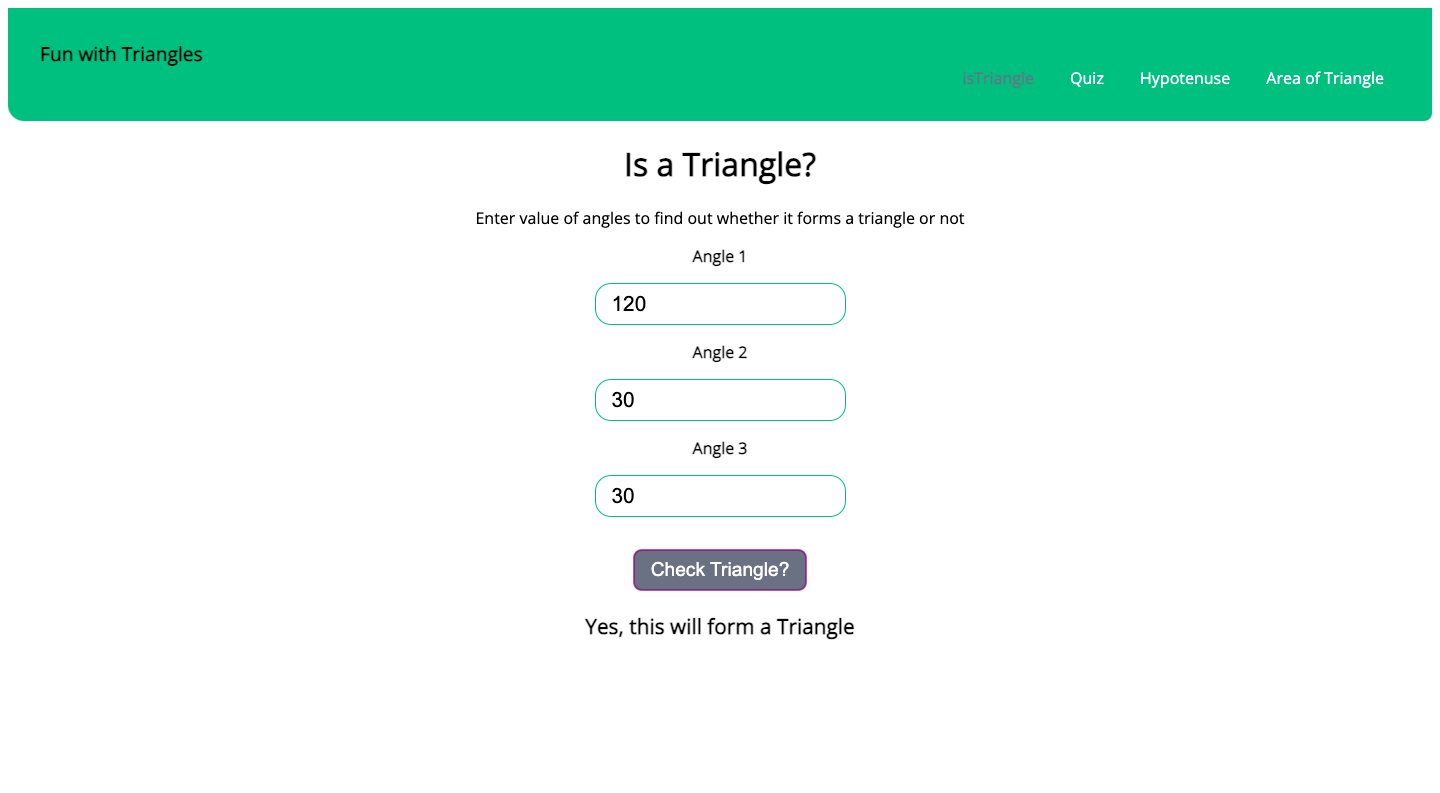 Fun with Triangles
isTriangle Quiz Hypotenuse Area of Triangle
Is a Triangle?
Enter value of angles to find out whether it forms a triangle or not
Angle 1
120
Angle 2
30
Angle 3
30
Check Triangle?
Yes, this will form a Triangle